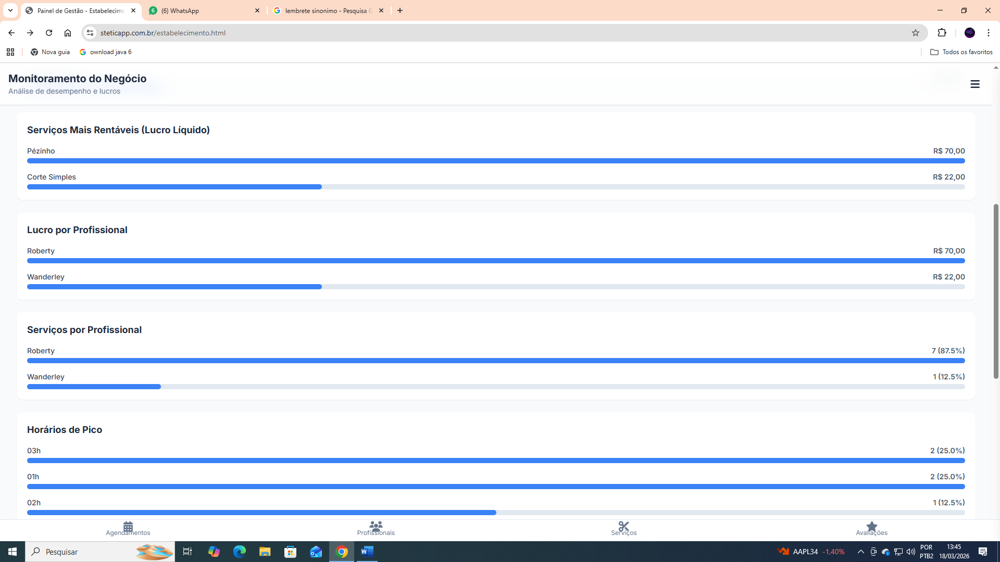 Painel de Gestão - Estabelecim
6 (6) WhatsApp
lembrete sinonimo - Pesquisa G
steticapp.com.br/estabelecimento.html
Nova guia
ownload java 6
Todos os favoritos
Monitoramento do Negócio
Análise de desempenho e lucros
Serviços Mais Rentáveis (Lucro Líquido)
Pézinho R$ 70,00
Corte Simples R$ 22,00
Lucro por Profissional
Roberty R$ 70,00
Wanderley R$ 22,00
Serviços por Profissional
Roberty 7 (87.5%)
Wanderley 1 (12.5%)
Horários de Pico
03h 2 (25.0%)
01h 2 (25.0%)
02h 1 (12.5%)
Agendamentos
Profissionais
Serviços
Avaliações
Pesquisar
AAPL34 -1,40%
POR
PTB2
13:45
18/03/2026